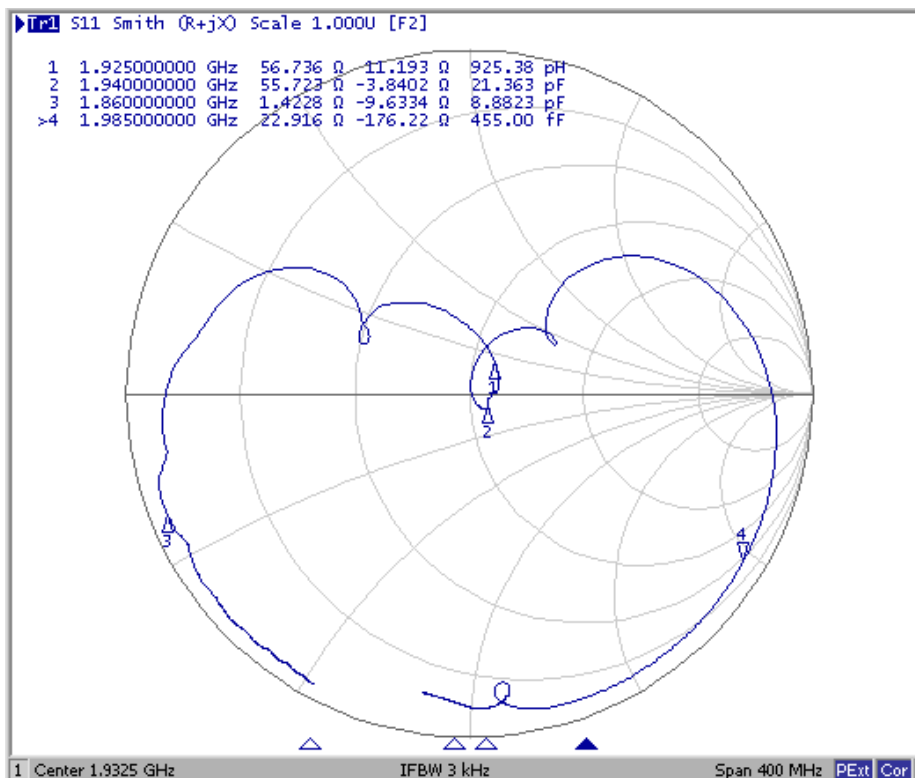 Tr1 S11 Smith (R+jX) Scale 1.000U [F2]
1 1.925000000 GHz 56.736 Ω 11.193 Ω 925.38 pH
2 1.940000000 GHz 55.723 Ω -3.8402 Ω 21.363 pF
3 1.860000000 GHz 1.4228 Ω -9.6334 Ω 8.8823 pF
>4 1.985000000 GHz 22.916 Ω -176.22 Ω 455.00 fF
1
2
4
3
1 Center 1.9325 GHz IFBW 3 kHz Span 400 MHz PExt Cor